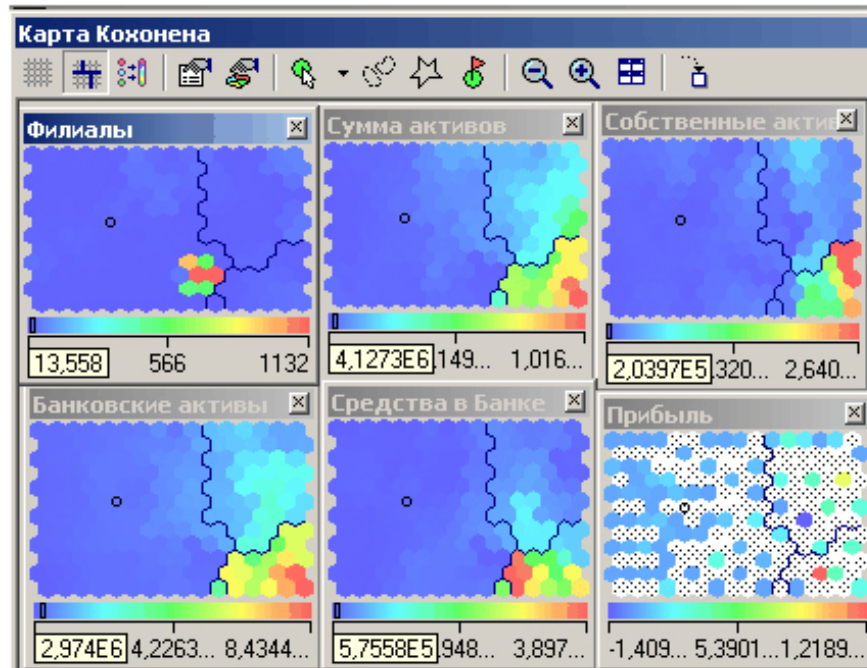 Карта Кохонена
Филиалы
Сумма активов
Собственные актив
13,558 566 1132
4,1273E6 .149... 1,016...
2,0397E5 .320... 2,640...
Банковские активы
Средства в Банке
Прибыль
2,974E6 4,2263... 8,4344...
5,7558E5 .948... 3,897...
-1,409... 5,3901... 1,2189...